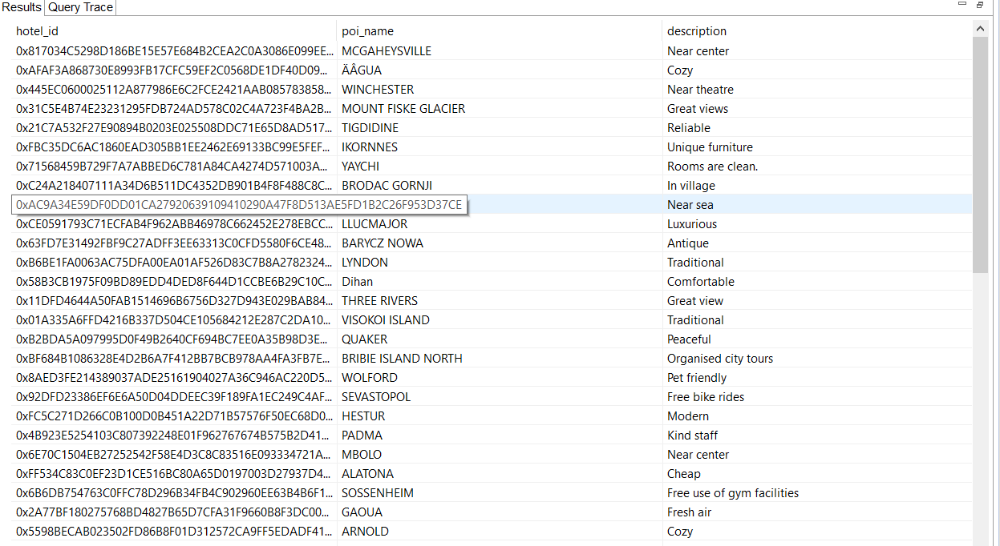 Results Query Trace
hotel_id poi_name description
0x817034C5298D186BE15E57E684B2CEA2C0A3086E099EE... MCGAHEYSVILLE Near center
0xAFAF3A868730E8993FB17CFC59EF2C0568DE1DF40D09... ÄÂGUA Cozy
0x445EC0600025112A877986E6C2FCE2421AAB085783858... WINCHESTER Near theatre
0x31C5E4B74E23231295FDB724AD578C02C4A723F4BA2B... MOUNT FISKE GLACIER Great views
0x21C7A532F27E90894B0203E025508DDC71E65D8AD517... TIGDIDINE Reliable
0xFBC35DC6AC1860EAD305BB1EE2462E69133BC99E5FEF... IKORNNES Unique furniture
0x71568459B729F7A7ABBED6C781A84CA4274D571003A... YAYCHI Rooms are clean.
0xC24A218407111A34D6B511DC4352DB901B4F8F488C8C... BRODAC GORNJI In village
0xAC9A34E59DF0DD01CA27920639109410290A47F8D513AE5FD1B2C26F953D37CE Near sea
0xCE0591793C71ECFAB4F962ABB46978C662452E278EBCC... LLUCMAJOR Luxurious
0x63FD7E31492FBF9C27ADFF3EE63313C0CFD5580F6CE48... BARYCZ NOWA Antique
0xB6BE1FA0063AC75DFA00EA01AF526D83C7B8A2782324... LYNDON Traditional
0x58B3CB1975F09BD89EDD4DED8F644D1CCBE6B29C10C... Dihan Comfortable
0x11DFD4644A50FAB1514696B6756D327D943E029BAB84... THREE RIVERS Great view
0x01A335A6FFD4216B337D504CE105684212E287C2DA10... VISOKOI ISLAND Traditional
0xB2BDA5A097995D0F49B2640CF694BC7EE0A35B98D3E... QUAKER Peaceful
0xBF684B1086328E4D2B6A7F412BB7BCB978AA4FA3FB7E... BRIBIE ISLAND NORTH Organised city tours
0x8AED3FE214389037ADE25161904027A36C946AC220D5... WOLFORD Pet friendly
0x92DFD23386EF6E6A50D04DDEEC39F189FA1EC249C4AF... SEVASTOPOL Free bike rides
0xFC5C271D266C0B100D0B451A22D71B57576F50EC68D0... HESTUR Modern
0x4B923E5254103C807392248E01F962767674B575B2D41... PADMA Kind staff
0x6E70C1504EB27252542F58E4D3C8C83516E093334721A... MBOLO Near center
0xFF534C83C0EF23D1CE516BC80A65D0197003D27937D4... ALATONA Cheap
0x6B6DB754763C0FFC78D296B34FB4C902960EE63B4B6F1... SOSSENHEIM Free use of gym facilities
0x2A77BF180275768BD4827B65D7CFA31F9660B8F3DC00... GAOUA Fresh air
0x5598BECAB023502FD86B8F01D312572CA9FF5EDADF41... ARNOLD Cozy